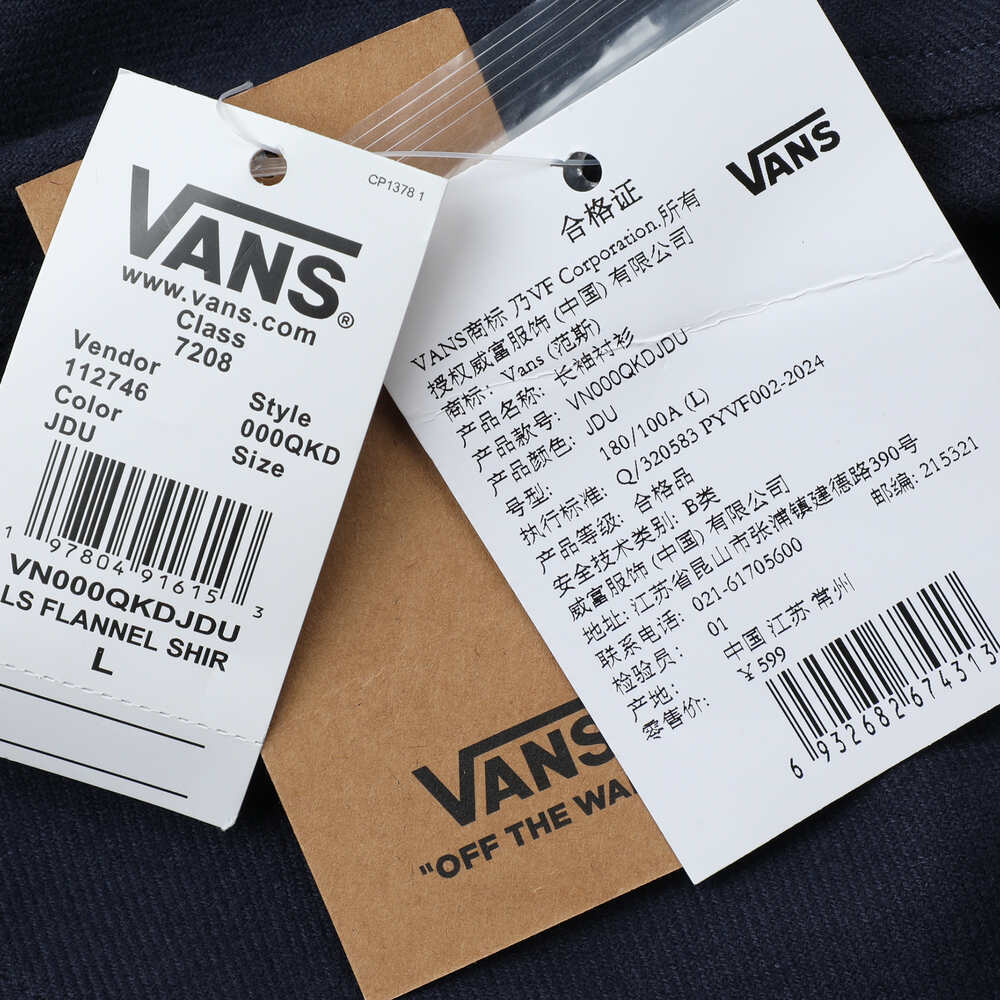 CP1378 1
VANS®
www.vans.com
Class
7208
Vendor
112746
Color
JDU
Style
000QKD
Size
1 97804 91615 3
VN000QKDJDU
LS FLANNEL SHIR
L
VANS
"OFF THE WA
VANS
合格证
VANS商标 乃VF Corporation.所有
授权威富服饰 (中国) 有限公司
商标: Vans (范斯)
产品名称: 长袖衬衫
产品款号: VN000QKDJDU
产品颜色: JDU
号型: 180/100A (L)
执行标准: Q/320583 PYVF002-2024
产品等级: 合格品
安全技术类别: B类
威富服饰 (中国) 有限公司
地址: 江苏省昆山市张浦镇建德路390号
邮编: 215321
联系电话: 021-61705600
检验员: 01
产地: 中国 江苏 常州
零售价: ¥ 599
6 932682 674313